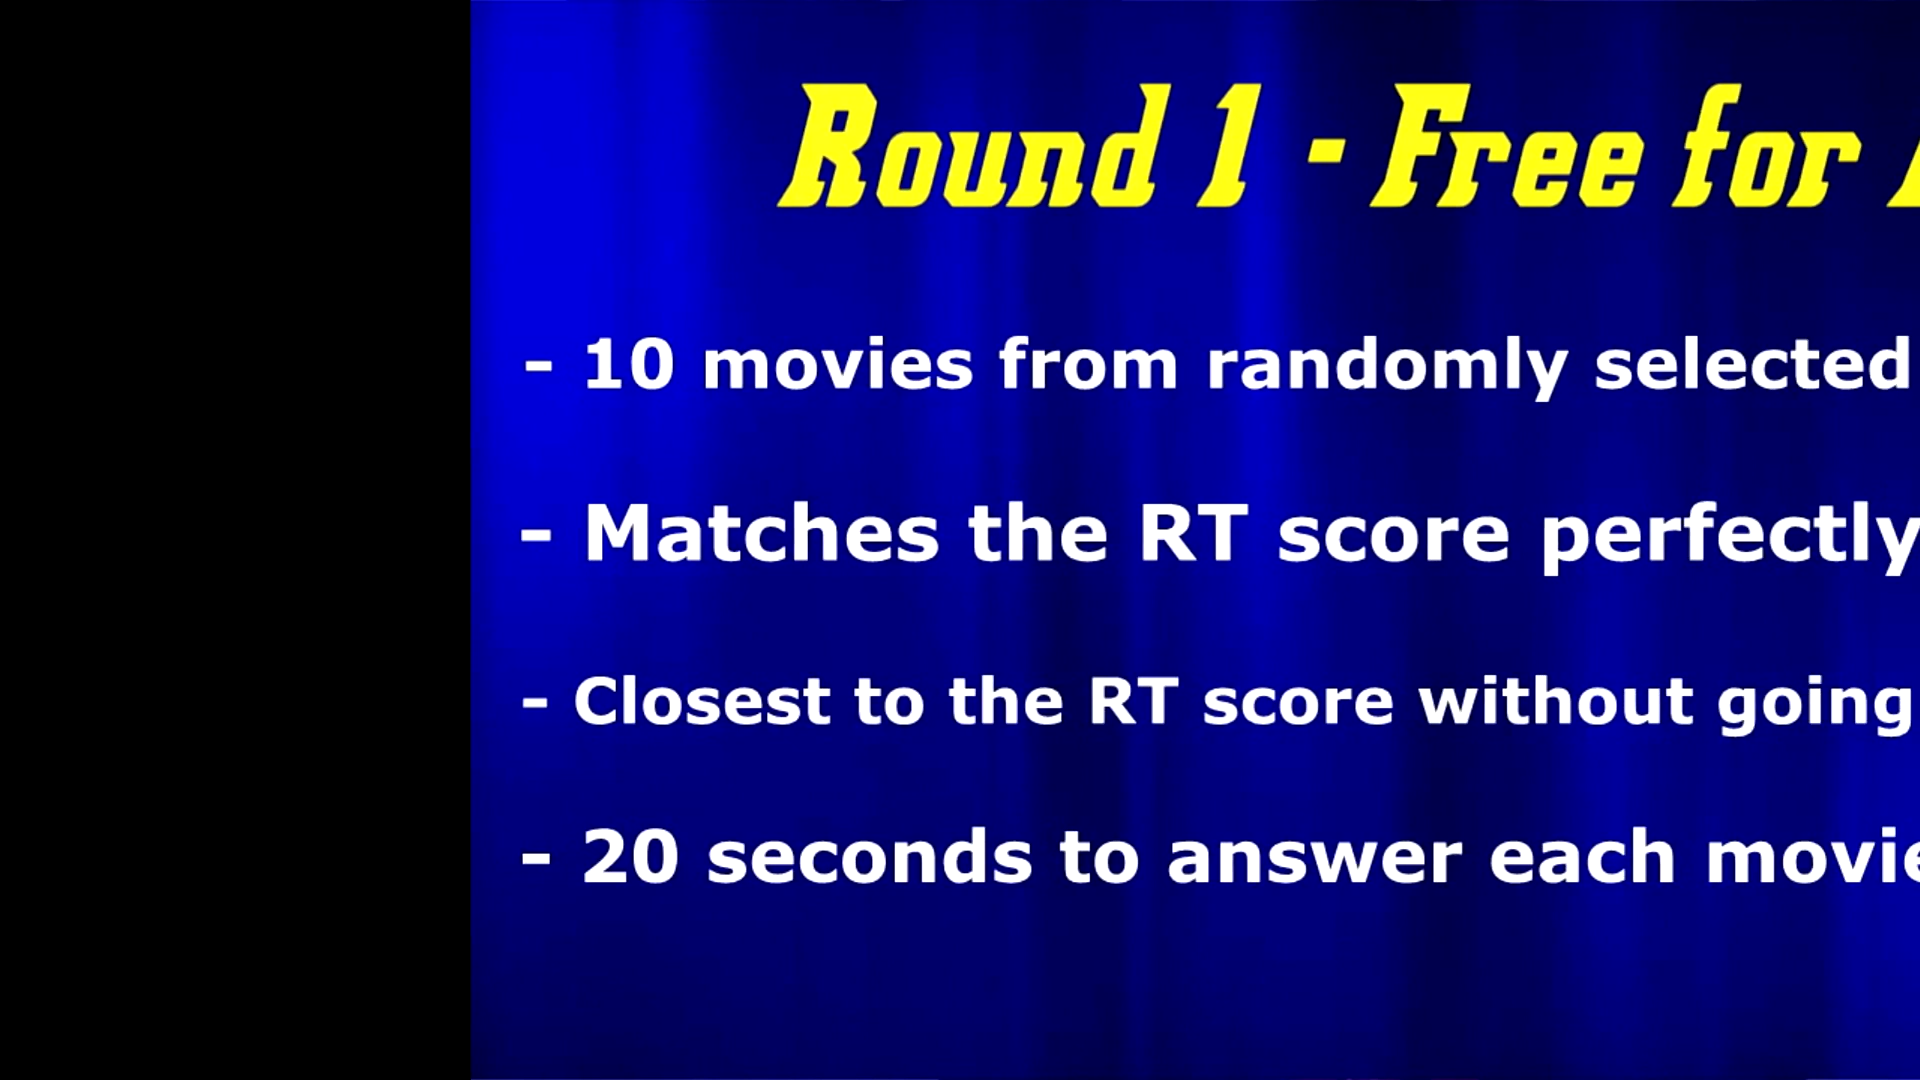 Round 1 - Free for
- 10 movies from randomly selected
- Matches the RT score perfectly
- Closest to the RT score without going
- 20 seconds to answer each movie